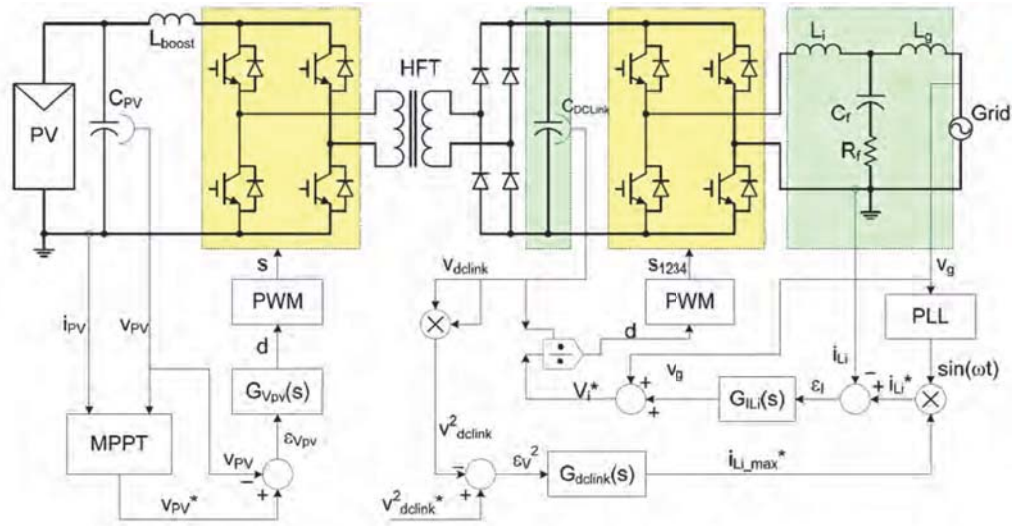 L_boost
HFT
L_i
L_g
C_PV
PV
C_DCLink
C_f
R_f
Grid
s
v_dclink
s_1234
v_g
PWM
PWM
PLL
i_PV
v_PV
d
d
i_Li
sin(ωt)
G_Vpv(s)
V_i*
v_g
+
+
G_ILi(s)
ε_I
−
+
i_Li*
MPPT
ε_Vpv
v²_dclink
v_PV
−
+
−
+
ε_V²
G_dclink(s)
i_Li_max*
v_PV*
v²_dclink*